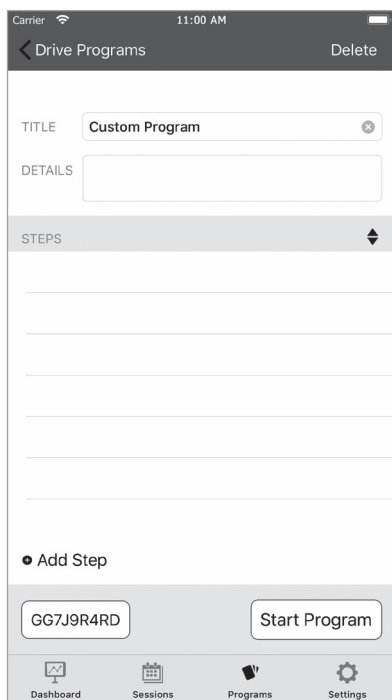 Carrier 11:00 AM
Drive Programs Delete
TITLE Custom Program
DETAILS
STEPS
Add Step
GG7J9R4RD Start Program
Dashboard Sessions Programs Settings